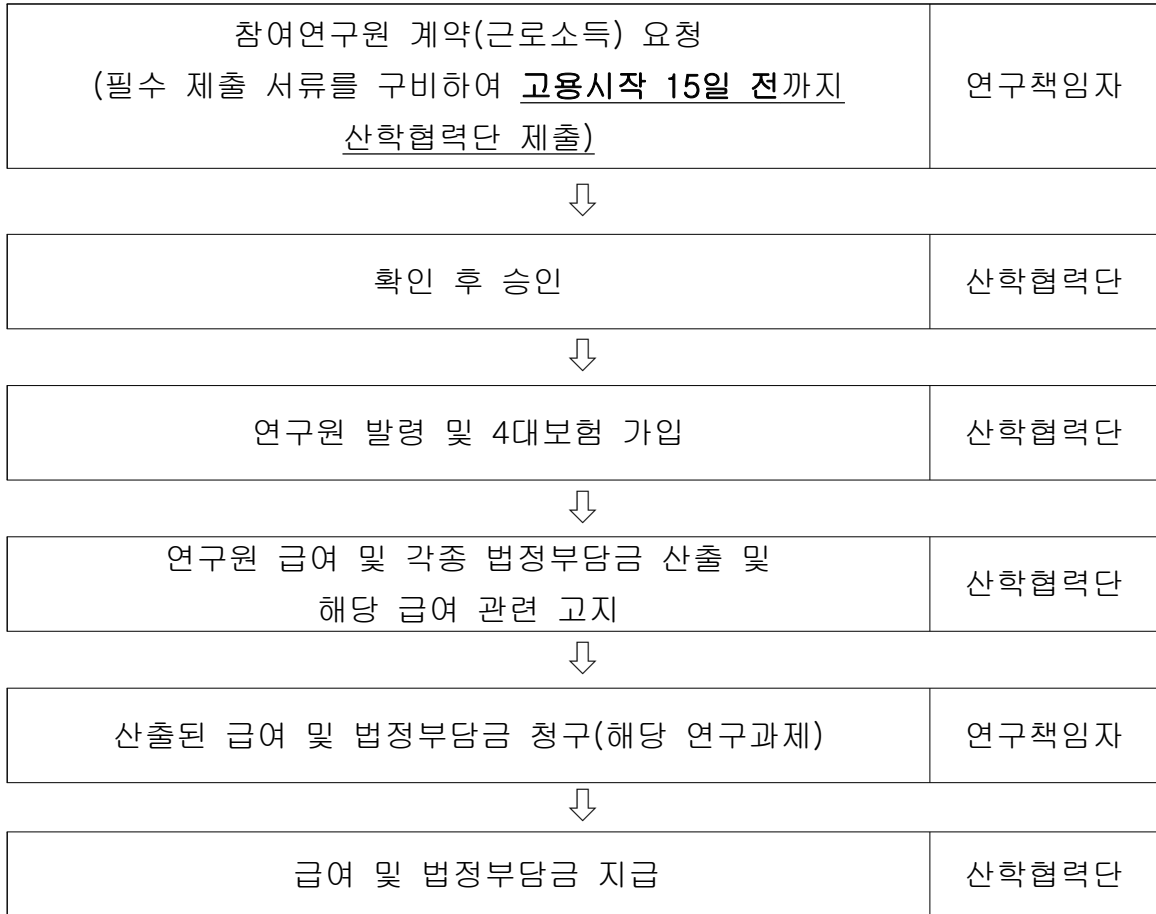 참여연구원 계약(근로소득) 요청
(필수 제출 서류를 구비하여 고용시작 15일 전까지
산학협력단 제출)
연구책임자
⇩
확인 후 승인
산학협력단
⇩
연구원 발령 및 4대보험 가입
산학협력단
⇩
연구원 급여 및 각종 법정부담금 산출 및
해당 급여 관련 고지
산학협력단
⇩
산출된 급여 및 법정부담금 청구(해당 연구과제)
연구책임자
⇩
급여 및 법정부담금 지급
산학협력단